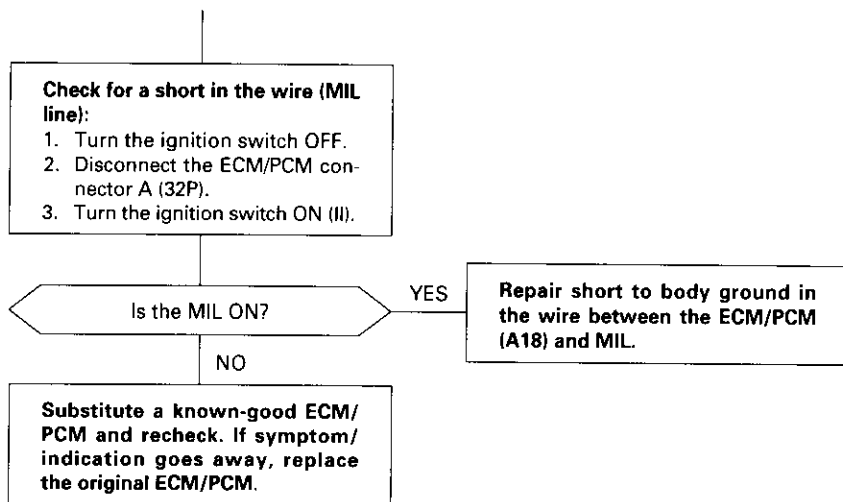 Check for a short in the wire (MIL
line):
1. Turn the ignition switch OFF.
2. Disconnect the ECM/PCM con-
nector A (32P).
3. Turn the ignition switch ON (II).
Is the MIL ON?
YES
Repair short to body ground in
the wire between the ECM/PCM
(A18) and MIL.
NO
Substitute a known-good ECM/
PCM and recheck. If symptom/
indication goes away, replace
the original ECM/PCM.